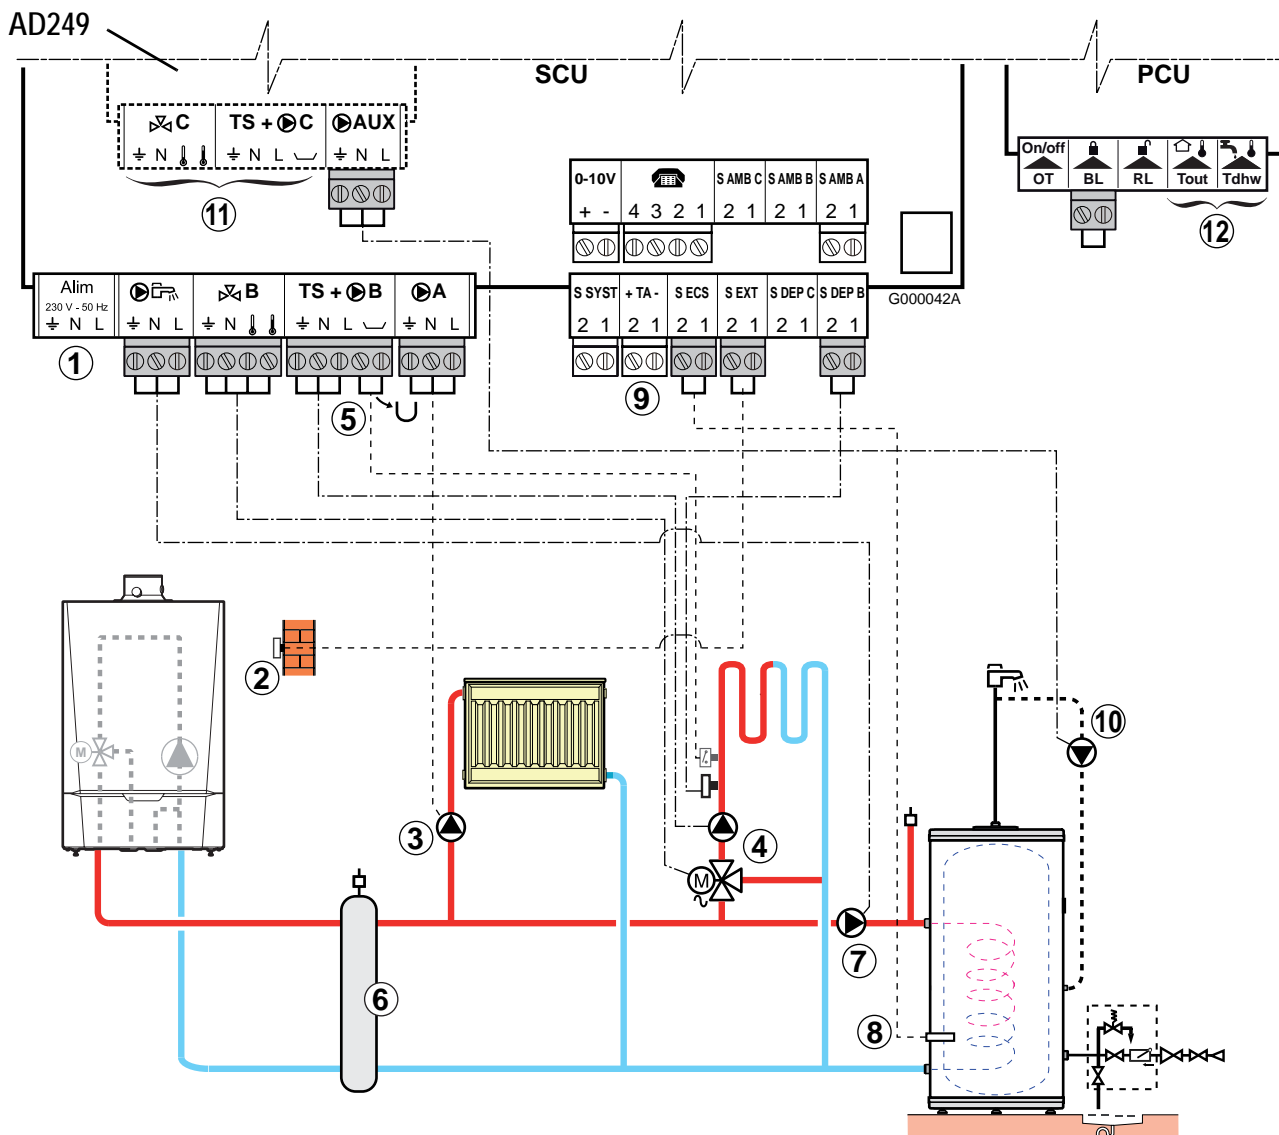 AD249
SCU
PCU
C
TS + C
AUX
N
N L
N L
11
0-10V
S AMB C
S AMB B
S AMB A
+ -
4 3 2 1
2 1
2 1
2 1
On/off
OT
BL
RL
Tout
Tdhw
12
G000042A
Alim
230 V - 50 Hz
N L
N L
B
N
TS + B
N L
A
N L
1
5
S SYST
+ TA -
S ECS
S EXT
S DEP C
S DEP B
2 1
2 1
2 1
2 1
2 1
2 1
9
2
M
3
4
M
10
7
6
8